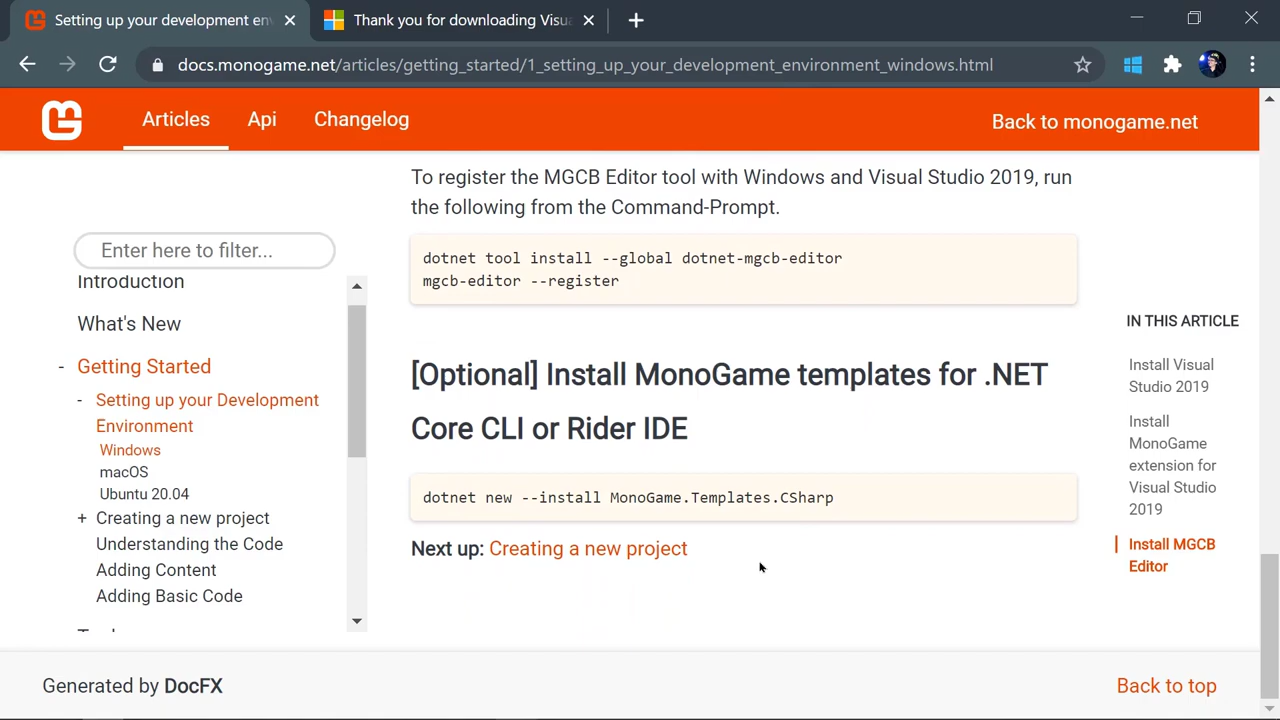 Setting up your development en
Thank you for downloading Visu
docs.monogame.net/articles/getting_started/1_setting_up_your_development_environment_windows.html
Articles
Api
Changelog
Back to monogame.net
Enter here to filter...
Introduction
What's New
- Getting Started
- Setting up your Development
Environment
Windows
macOS
Ubuntu 20.04
+ Creating a new project
Understanding the Code
Adding Content
Adding Basic Code
To register the MGCB Editor tool with Windows and Visual Studio 2019, run
the following from the Command-Prompt.
dotnet tool install --global dotnet-mgcb-editor
mgcb-editor --register
[Optional] Install MonoGame templates for .NET
Core CLI or Rider IDE
dotnet new --install MonoGame.Templates.CSharp
Next up: Creating a new project
IN THIS ARTICLE
Install Visual
Studio 2019
Install
MonoGame
extension for
Visual Studio
2019
Install MGCB
Editor
Generated by DocFX
Back to top